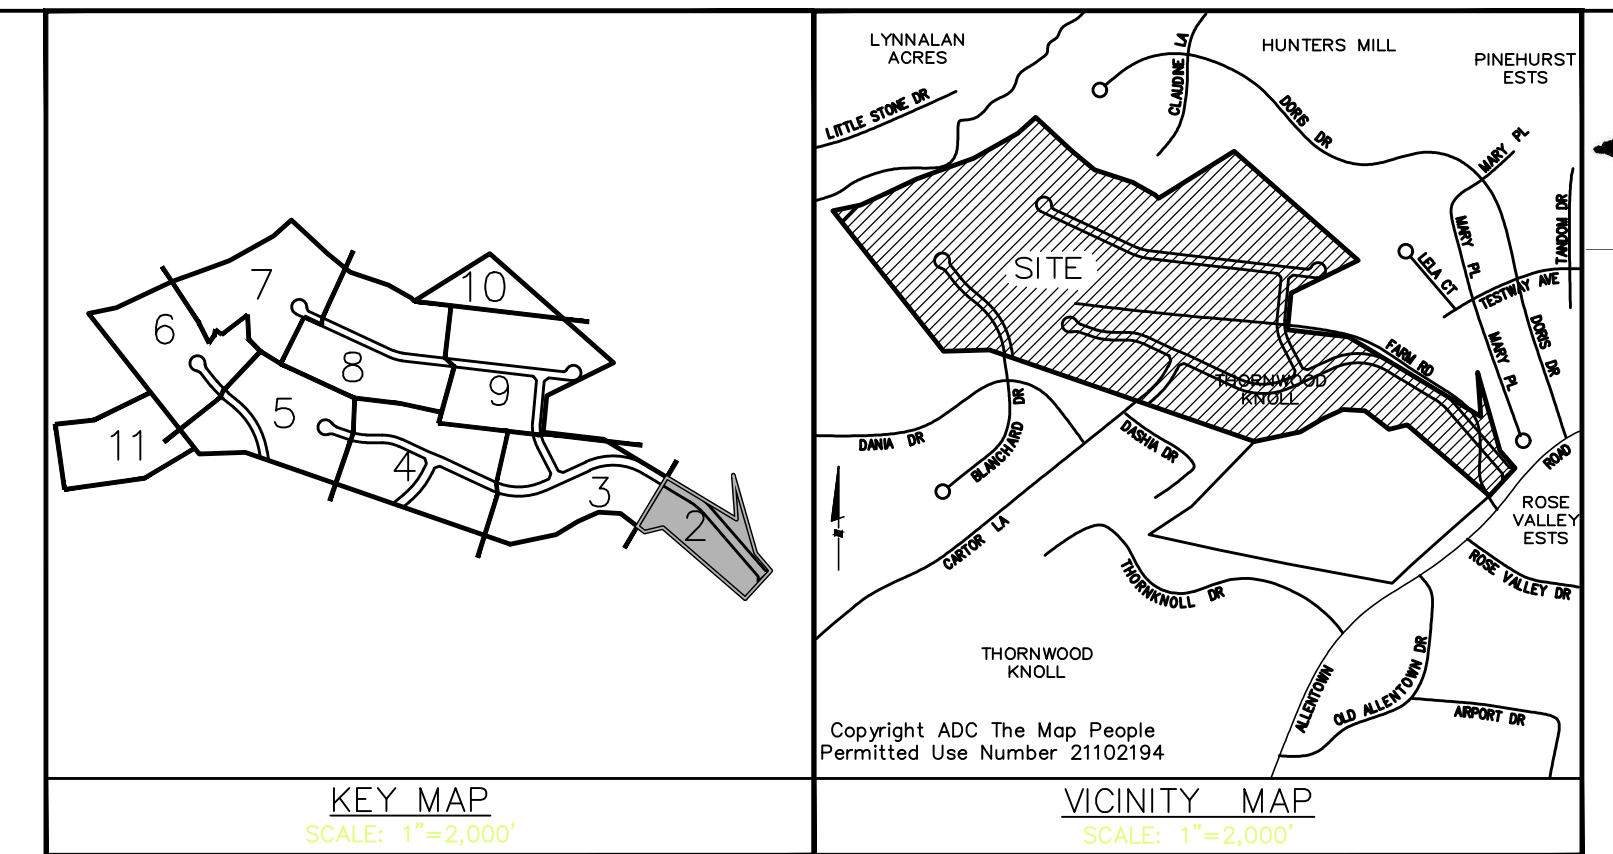 7
10
6
8
9
5
11
4
3
2
KEY MAP
SCALE: 1"=2,000'
LYNNALAN
ACRES
HUNTERS MILL
PINEHURST
ESTS
CLAUDINE LA
LITTLE STONE DR
DORIS DR
MARY PL
TANDOM DR
MARY PL
LELA CT
TESTWAY AVE
SITE
DORIS DR
MARY PL
FARM RD
THORNWOOD
KNOLL
DANIA DR
BLANCHARD DR
DASHIA DR
ROAD
ROSE
VALLEY
ESTS
CARTOR LA
THORNKNOLL DR
ROSE VALLEY DR
THORNWOOD
KNOLL
ALLENTOWN
OLD ALLENTOWN DR
AIRPORT DR
Copyright ADC The Map People
Permitted Use Number 21102194
VICINITY MAP
SCALE: 1"=2,000'